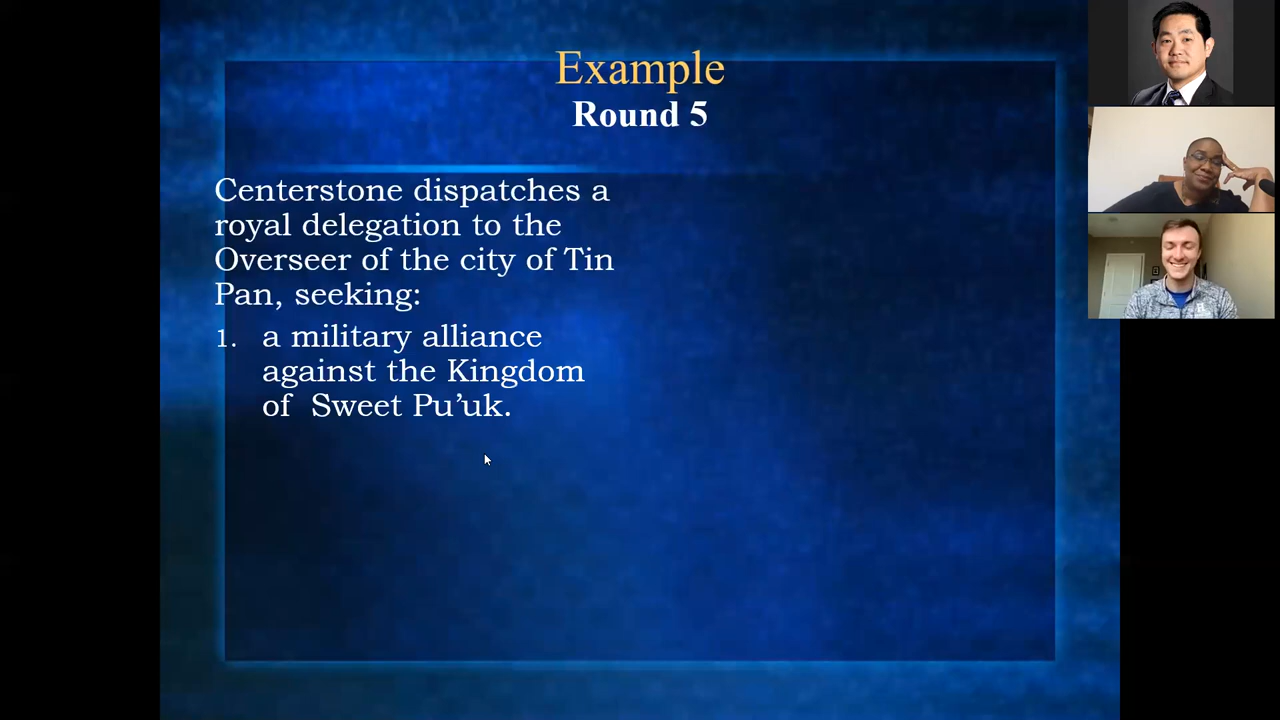 Example
Round 5
Centerstone dispatches a
royal delegation to the
Overseer of the city of Tin
Pan, seeking:
1. a military alliance
against the Kingdom
of  Sweet Pu’uk.